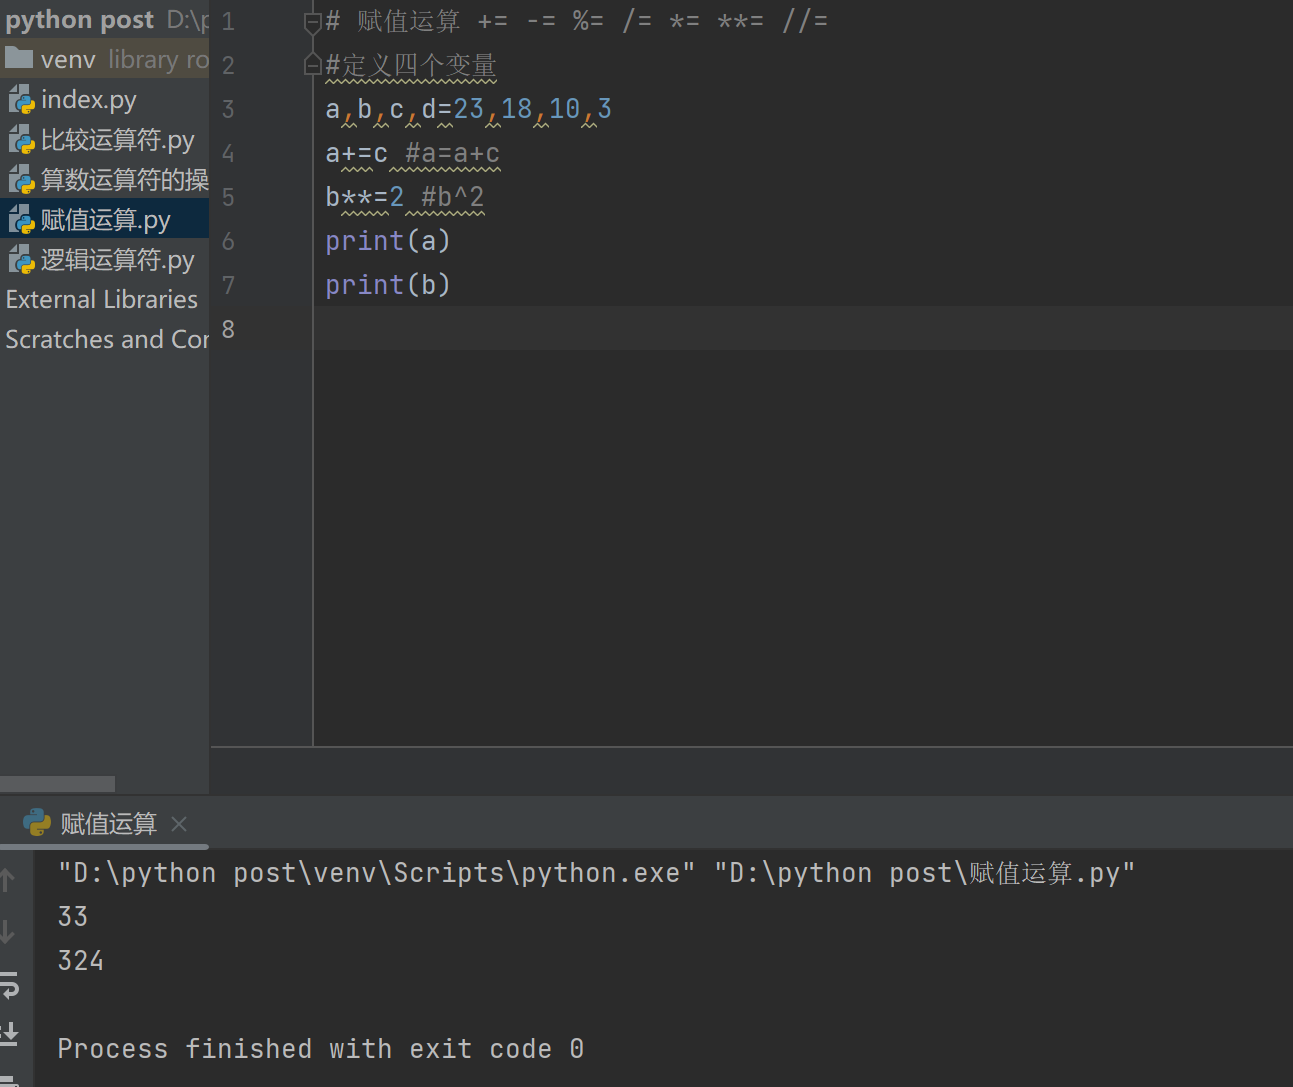 python post D:\p
venv library ro
index.py
比较运算符.py
算数运算符的操
赋值运算.py
逻辑运算符.py
External Libraries
Scratches and Cor
1 # 赋值运算 += -= %= /= *= **= //=
2 #定义四个变量
3 a,b,c,d=23,18,10,3
4 a+=c #a=a+c
5 b**=2 #b^2
6 print(a)
7 print(b)
8
赋值运算
"D:\python post\venv\Scripts\python.exe" "D:\python post\赋值运算.py"
33
324
Process finished with exit code 0